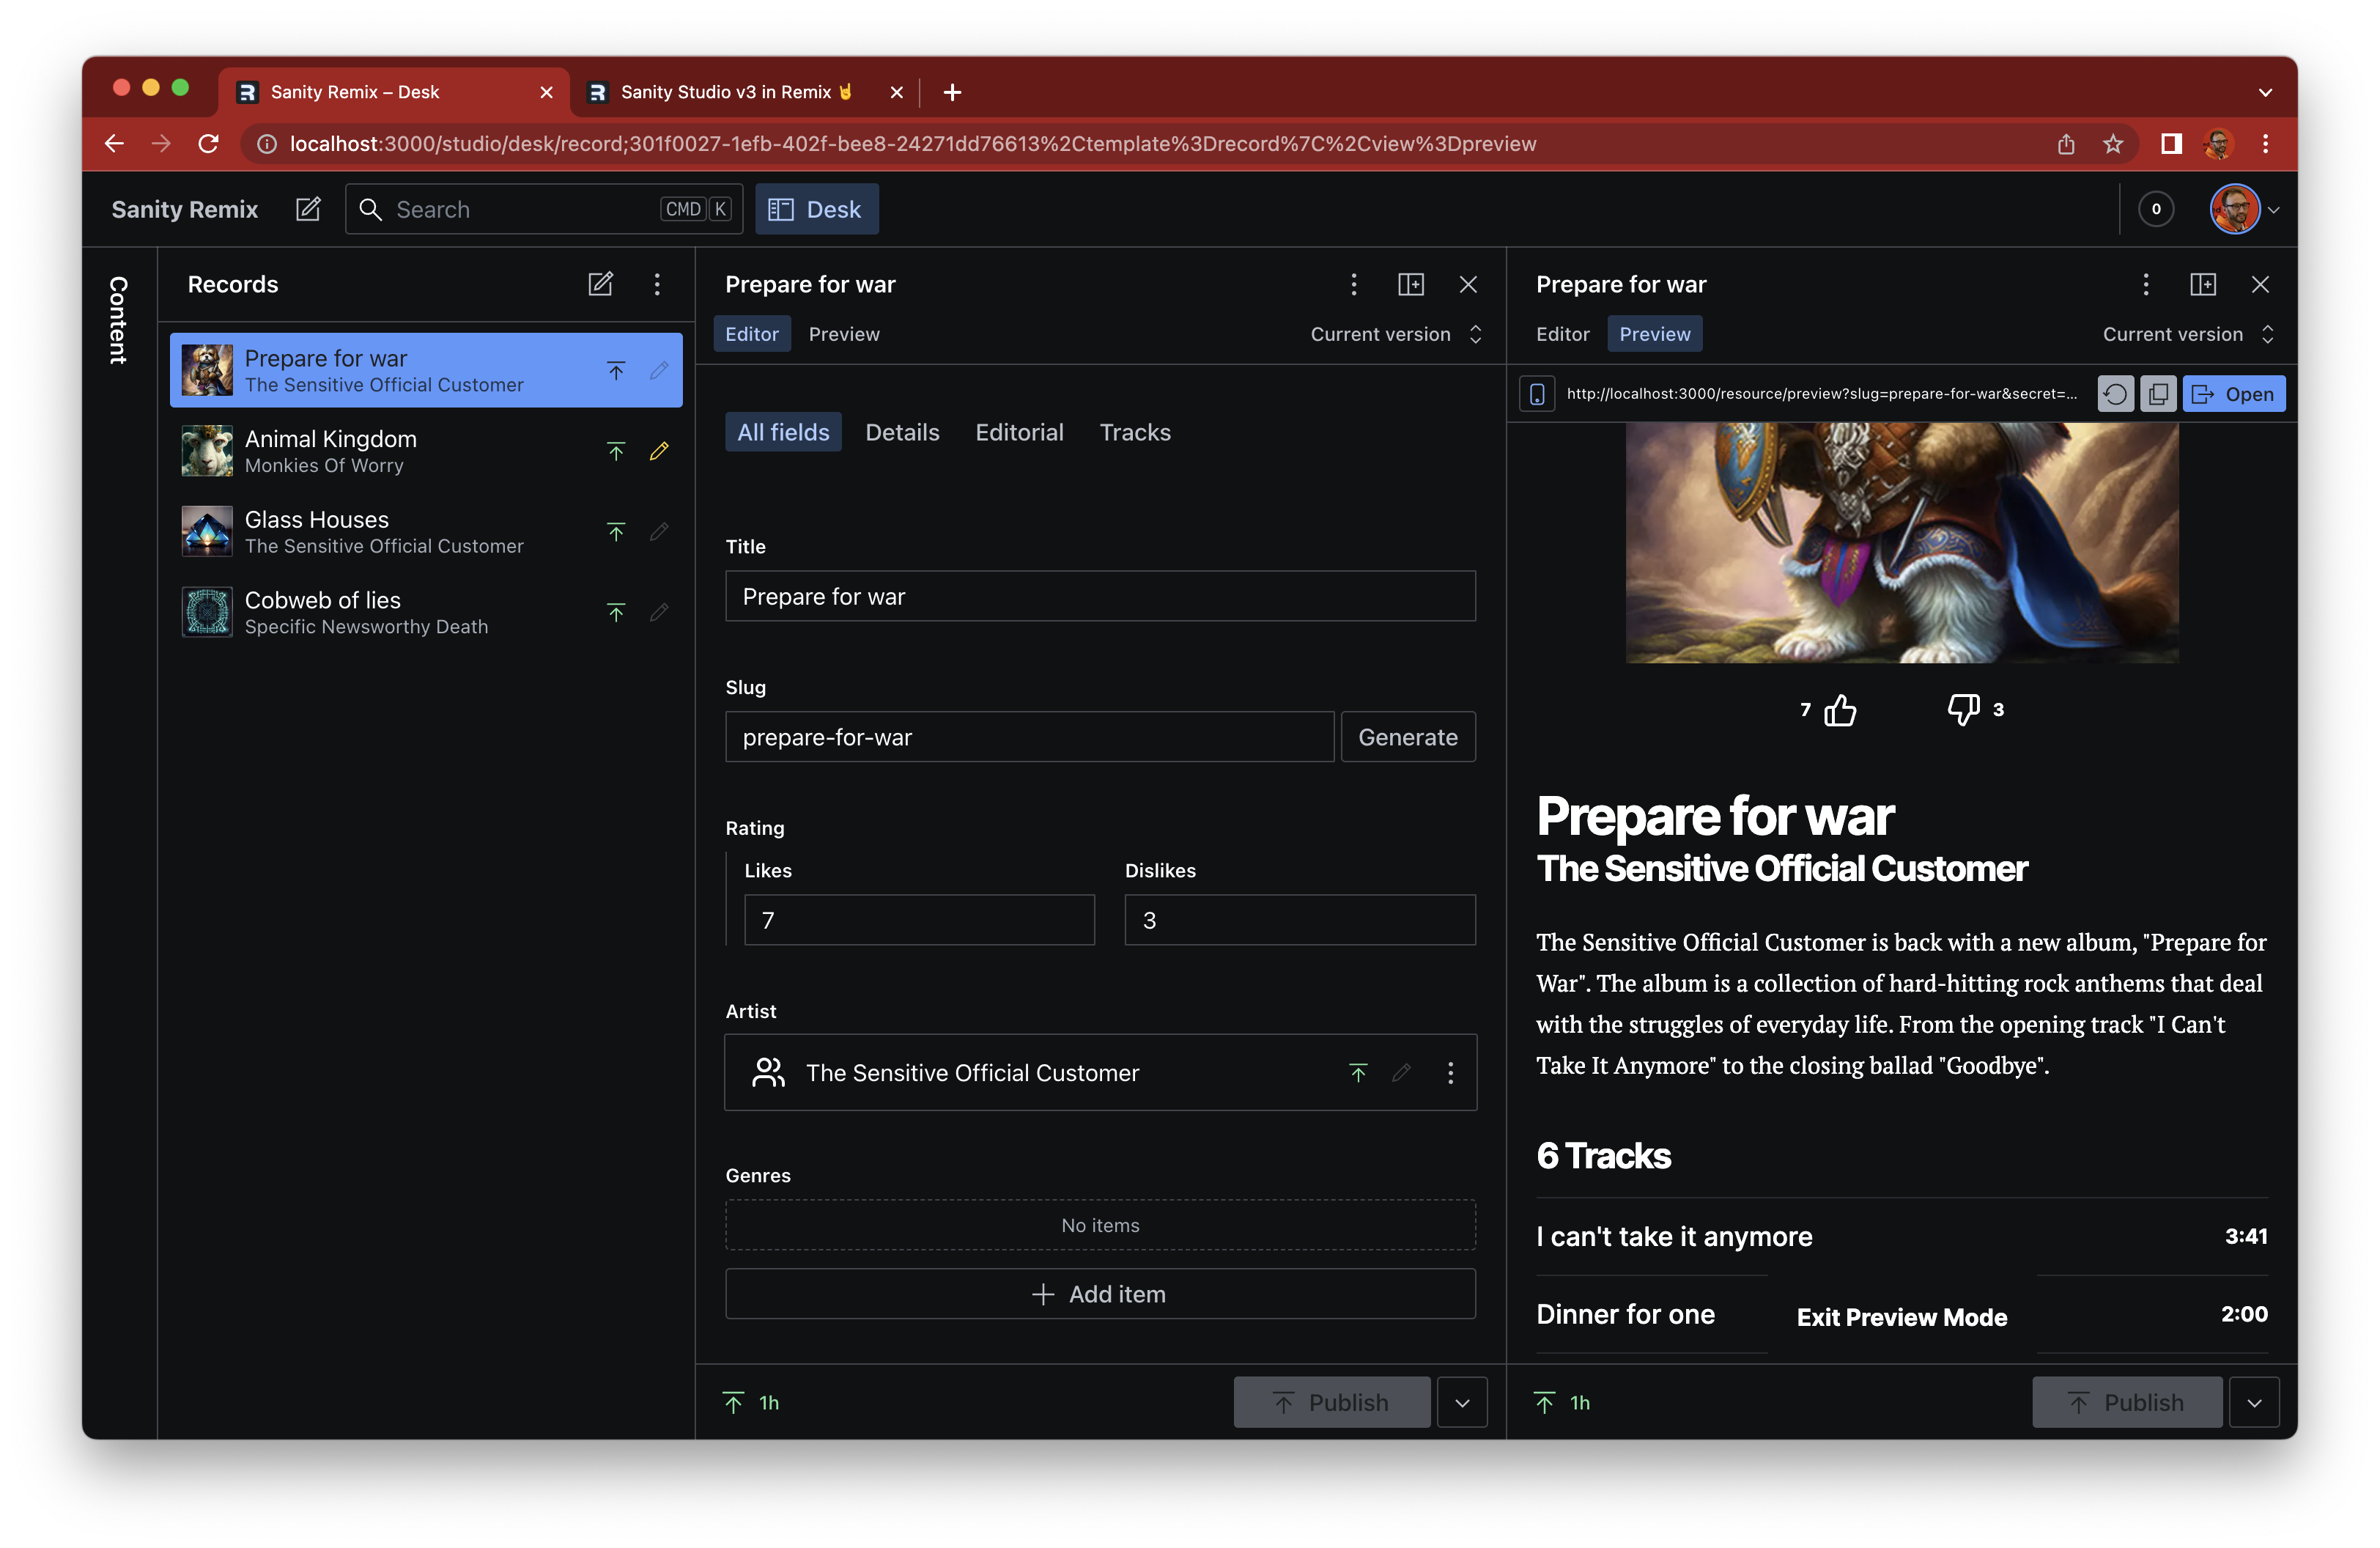 Sanity Remix – Desk
Sanity Studio v3 in Remix 🤘
localhost:3000/studio/desk/record;301f0027-1efb-402f-bee8-24271dd76613%2Ctemplate%3Drecord%7C%2Cview%3Dpreview
Sanity Remix
Search
CMD K
Desk
0
Content
Records
Prepare for war
The Sensitive Official Customer
Animal Kingdom
Monkies Of Worry
Glass Houses
The Sensitive Official Customer
Cobweb of lies
Specific Newsworthy Death
Prepare for war
Editor Preview
Current version
All fields Details Editorial Tracks
Title
Prepare for war
Slug
prepare-for-war
Generate
Rating
Likes Dislikes
7 3
Artist
The Sensitive Official Customer
Genres
No items
Add item
1h
Publish
Prepare for war
Editor Preview
Current version
http://localhost:3000/resource/preview?slug=prepare-for-war&secret=...
Open
7 3
Prepare for war
The Sensitive Official Customer
The Sensitive Official Customer is back with a new album, "Prepare for
War". The album is a collection of hard-hitting rock anthems that deal
with the struggles of everyday life. From the opening track "I Can't
Take It Anymore" to the closing ballad "Goodbye".
6 Tracks
I can't take it anymore 3:41
Dinner for one 2:00
Exit Preview Mode
1h
Publish